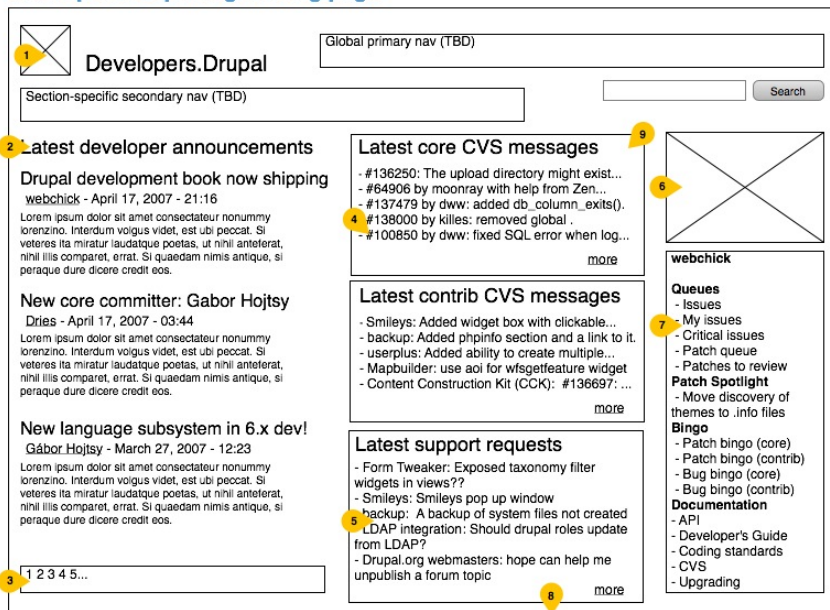 1
Developers.Drupal
Global primary nav (TBD)
Section-specific secondary nav (TBD)
Search
2
Latest developer announcements
Drupal development book now shipping
webchick - April 17, 2007 - 21:16
Lorem ipsum dolor sit amet consectateur nonummy
lorenzino. Interdum volgus videt, est ubi peccat. Si
veteres ita miratur laudatque poetas, ut nihil anteferat,
nihil illis comparet, errat. Si quaedam nimis antique, si
peraque dure dicere credit eos.
New core committer: Gabor Hojtsy
Dries - April 17, 2007 - 03:44
Lorem ipsum dolor sit amet consectateur nonummy
lorenzino. Interdum volgus videt, est ubi peccat. Si
veteres ita miratur laudatque poetas, ut nihil anteferat,
nihil illis comparet, errat. Si quaedam nimis antique, si
peraque dure dicere credit eos.
New language subsystem in 6.x dev!
Gábor Hojtsy - March 27, 2007 - 12:23
Lorem ipsum dolor sit amet consectateur nonummy
lorenzino. Interdum volgus videt, est ubi peccat. Si
veteres ita miratur laudatque poetas, ut nihil anteferat,
nihil illis comparet, errat. Si quaedam nimis antique, si
peraque dure dicere credit eos.
3
1 2 3 4 5...
9
Latest core CVS messages
- #136250: The upload directory might exist...
- #64906 by moonray with help from Zen...
- #137479 by dww: added db_column_exits().
4
#138000 by killes: removed global .
- #100850 by dww: fixed SQL error when log...
more
Latest contrib CVS messages
- Smileys: Added widget box with clickable...
- backup: Added phpinfo section and a link to it.
- userplus: Added ability to create multiple...
- Mapbuilder: use aoi for wfsgetfeature widget
- Content Construction Kit (CCK): #136697: ...
more
Latest support requests
- Form Tweaker: Exposed taxonomy filter
widgets in views??
- Smileys: Smileys pop up window
backup: A backup of system files not created
5
LDAP integration: Should drupal roles update
from LDAP?
- Drupal.org webmasters: hope can help me
unpublish a forum topic
more
8
6
webchick
Queues
- Issues
7
- My issues
- Critical issues
- Patch queue
- Patches to review
Patch Spotlight
- Move discovery of
themes to .info files
Bingo
- Patch bingo (core)
- Patch bingo (contrib)
- Bug bingo (core)
- Bug bingo (contrib)
Documentation
- API
- Developer's Guide
- Coding standards
- CVS
- Upgrading